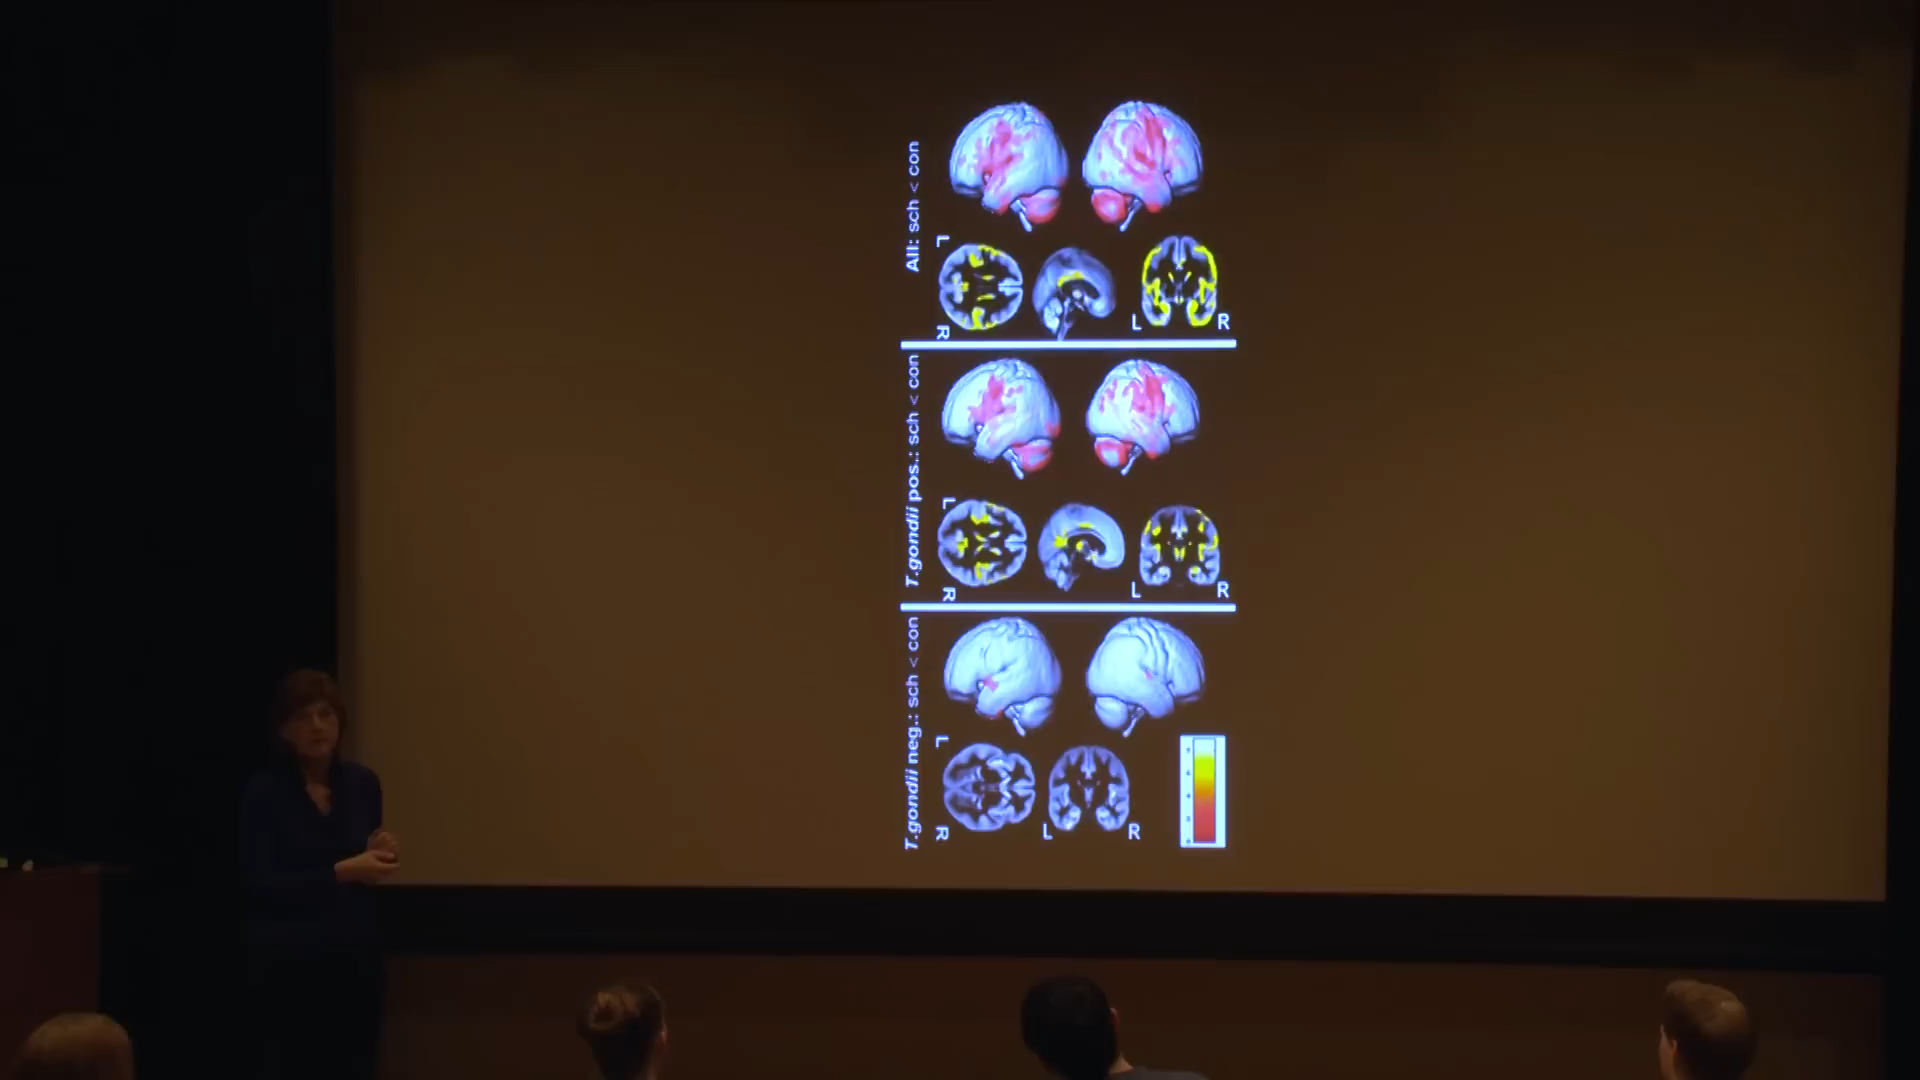 All: sch < con
L
R
L
R
T.gondii pos.: sch < con
L
R
L
R
T.gondii neg.: sch < con
L
R
L
R